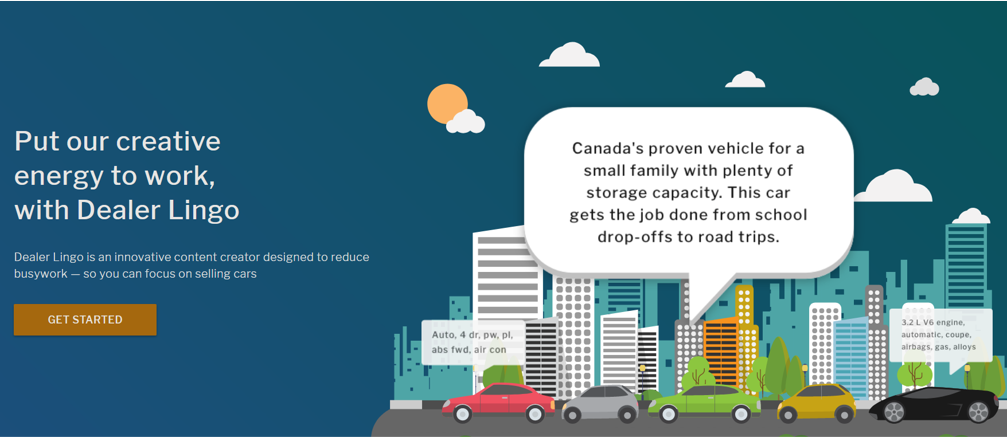 Put our creative
energy to work,
with Dealer Lingo
Dealer Lingo is an innovative content creator designed to reduce
busywork — so you can focus on selling cars
GET STARTED
Canada's proven vehicle for a
small family with plenty of
storage capacity. This car
gets the job done from school
drop-offs to road trips.
Auto, 4 dr, pw, pl,
abs fwd, air con
3.2 L V6 engine,
automatic, coupe,
airbags, gas, alloys